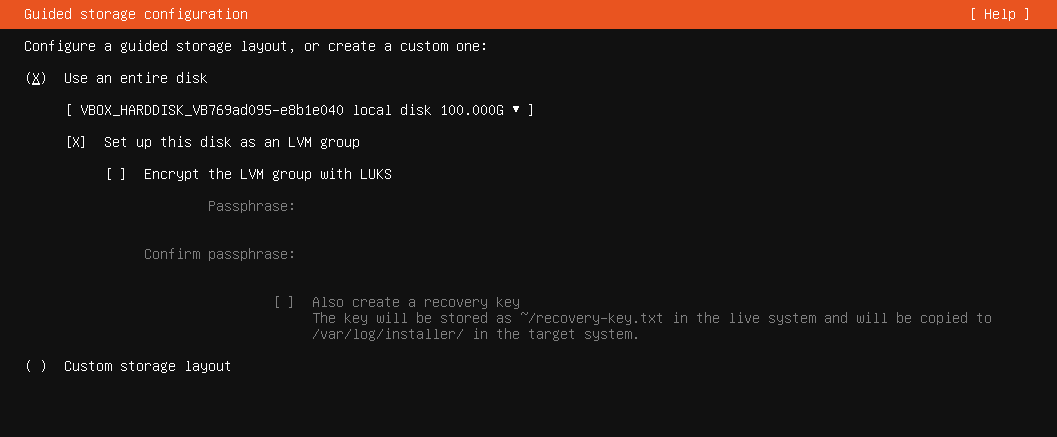 Guided storage configuration [ Help ]
Configure a guided storage layout, or create a custom one:
(X) Use an entire disk
[ VBOX_HARDDISK_VB769ad095-e8b1e040 local disk 100.000G ▼ ]
[X] Set up this disk as an LVM group
[ ] Encrypt the LVM group with LUKS
Passphrase:
Confirm passphrase:
[ ] Also create a recovery key
The key will be stored as ~/recovery-key.txt in the live system and will be copied to
/var/log/installer/ in the target system.
( ) Custom storage layout